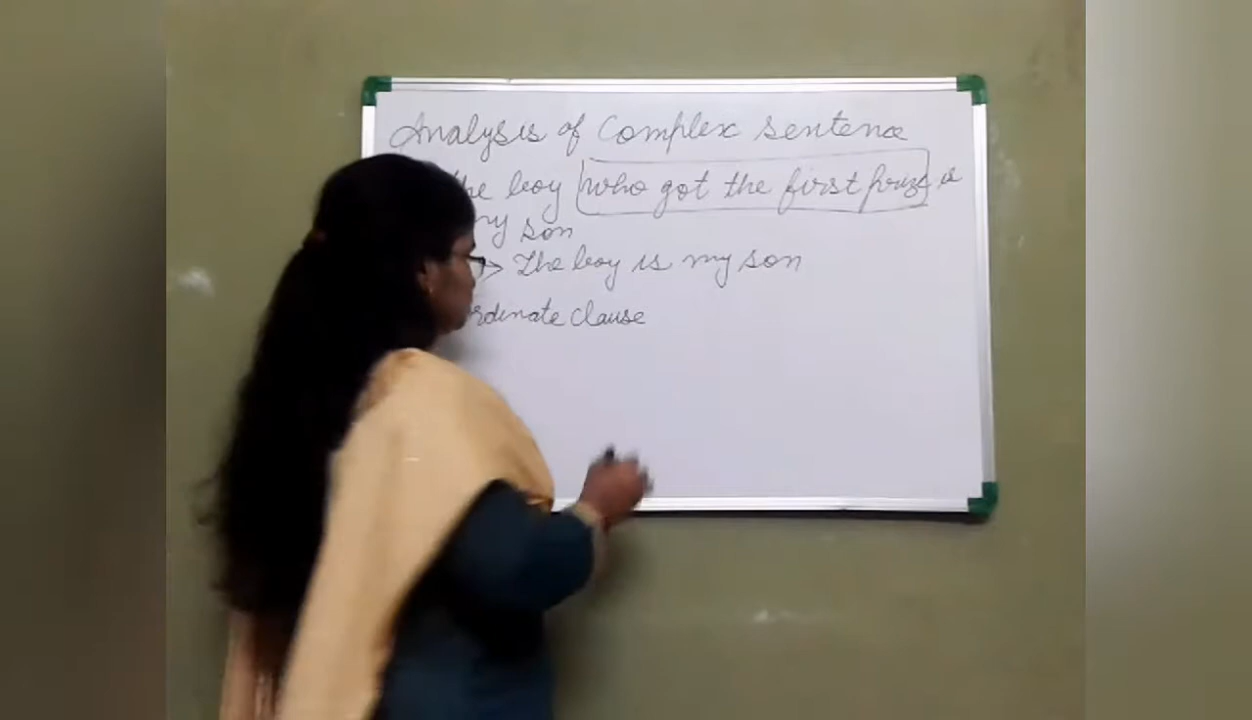 Analysis of Complex sentence
he boy who got the first prize is
my son
→ The boy is my son
ordinate clause